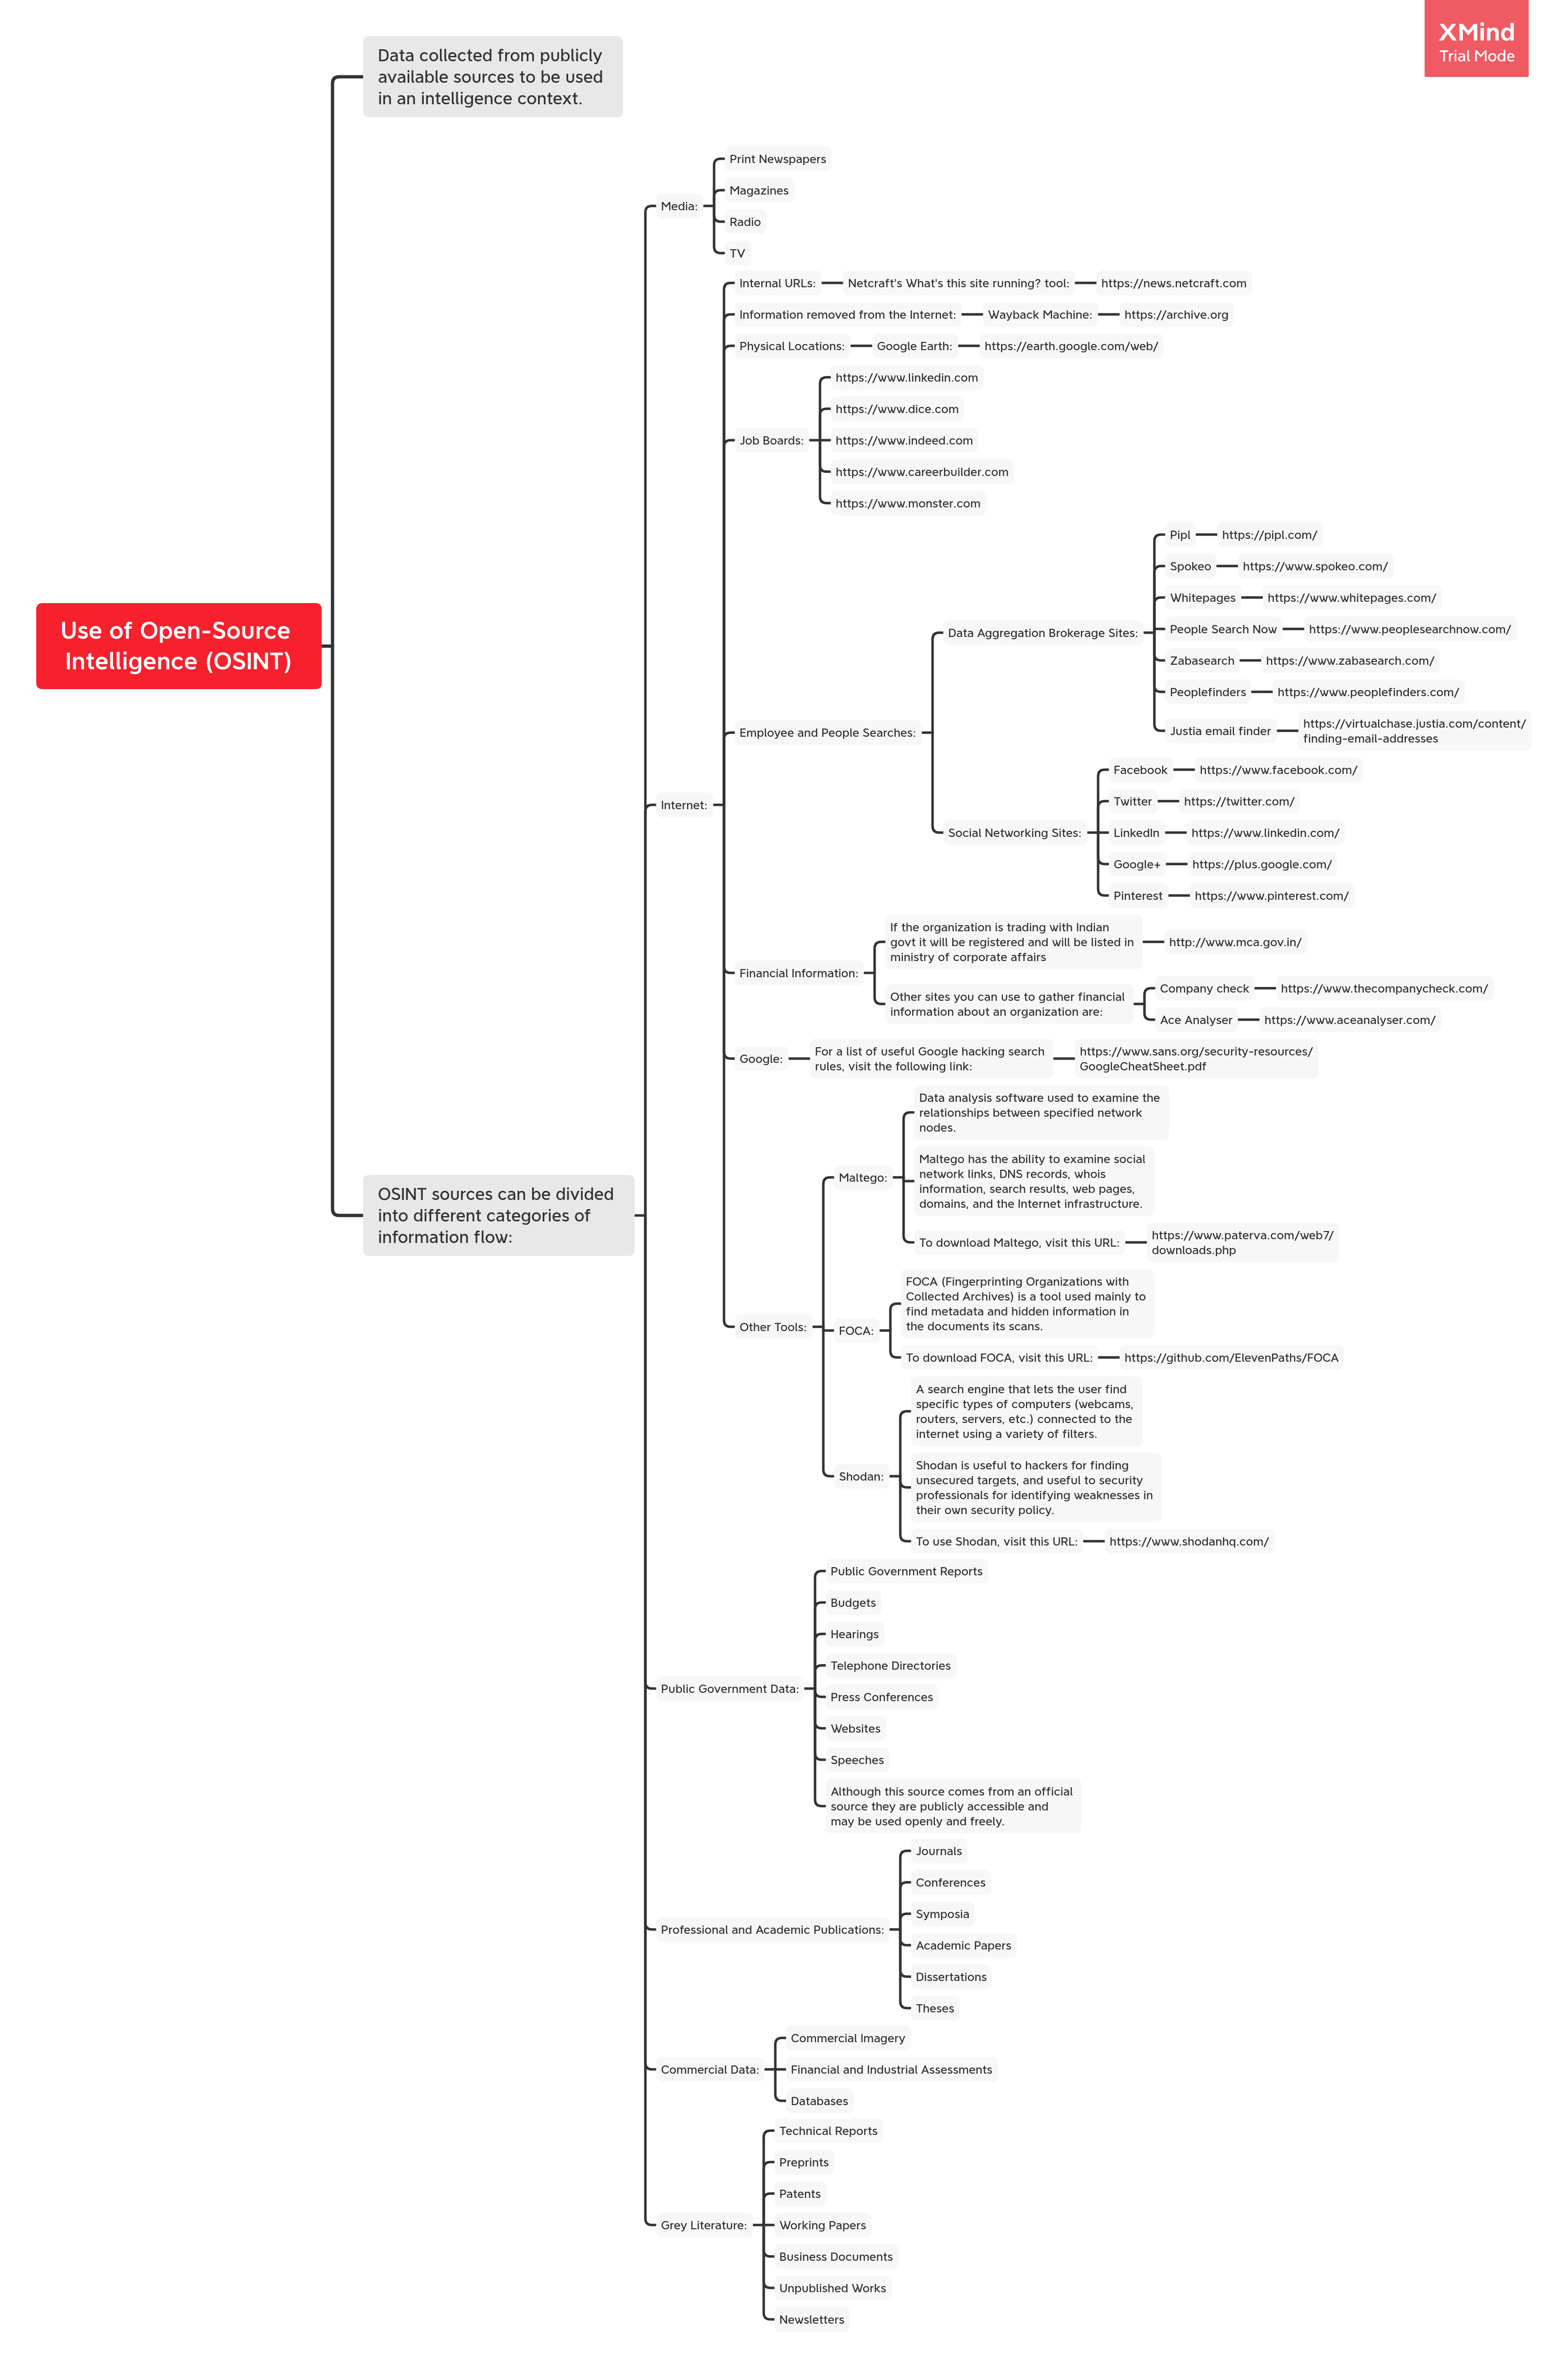 XMind
Trial Mode
Data collected from publicly
available sources to be used
in an intelligence context.
Use of Open-Source
Intelligence (OSINT)
OSINT sources can be divided
into different categories of
information flow:
Media:
Print Newspapers
Magazines
Radio
TV
Internet:
Internal URLs:
Netcraft's What's this site running? tool:
https://news.netcraft.com
Information removed from the Internet:
Wayback Machine:
https://archive.org
Physical Locations:
Google Earth:
https://earth.google.com/web/
Job Boards:
https://www.linkedin.com
https://www.dice.com
https://www.indeed.com
https://www.careerbuilder.com
https://www.monster.com
Employee and People Searches:
Data Aggregation Brokerage Sites:
Pipl
https://pipl.com/
Spokeo
https://www.spokeo.com/
Whitepages
https://www.whitepages.com/
People Search Now
https://www.peoplesearchnow.com/
Zabasearch
https://www.zabasearch.com/
Peoplefinders
https://www.peoplefinders.com/
Justia email finder
https://virtualchase.justia.com/content/
finding-email-addresses
Social Networking Sites:
Facebook
https://www.facebook.com/
Twitter
https://twitter.com/
LinkedIn
https://www.linkedin.com/
Google+
https://plus.google.com/
Pinterest
https://www.pinterest.com/
Financial Information:
If the organization is trading with Indian
govt it will be registered and will be listed in
ministry of corporate affairs
http://www.mca.gov.in/
Other sites you can use to gather financial
information about an organization are:
Company check
https://www.thecompanycheck.com/
Ace Analyser
https://www.aceanalyser.com/
Google:
For a list of useful Google hacking search
rules, visit the following link:
https://www.sans.org/security-resources/
GoogleCheatSheet.pdf
Other Tools:
Maltego:
Data analysis software used to examine the
relationships between specified network
nodes.
Maltego has the ability to examine social
network links, DNS records, whois
information, search results, web pages,
domains, and the Internet infrastructure.
To download Maltego, visit this URL:
https://www.paterva.com/web7/
downloads.php
FOCA:
FOCA (Fingerprinting Organizations with
Collected Archives) is a tool used mainly to
find metadata and hidden information in
the documents its scans.
To download FOCA, visit this URL:
https://github.com/ElevenPaths/FOCA
Shodan:
A search engine that lets the user find
specific types of computers (webcams,
routers, servers, etc.) connected to the
internet using a variety of filters.
Shodan is useful to hackers for finding
unsecured targets, and useful to security
professionals for identifying weaknesses in
their own security policy.
To use Shodan, visit this URL:
https://www.shodanhq.com/
Public Government Data:
Public Government Reports
Budgets
Hearings
Telephone Directories
Press Conferences
Websites
Speeches
Although this source comes from an official
source they are publicly accessible and
may be used openly and freely.
Professional and Academic Publications:
Journals
Conferences
Symposia
Academic Papers
Dissertations
Theses
Commercial Data:
Commercial Imagery
Financial and Industrial Assessments
Databases
Grey Literature:
Technical Reports
Preprints
Patents
Working Papers
Business Documents
Unpublished Works
Newsletters